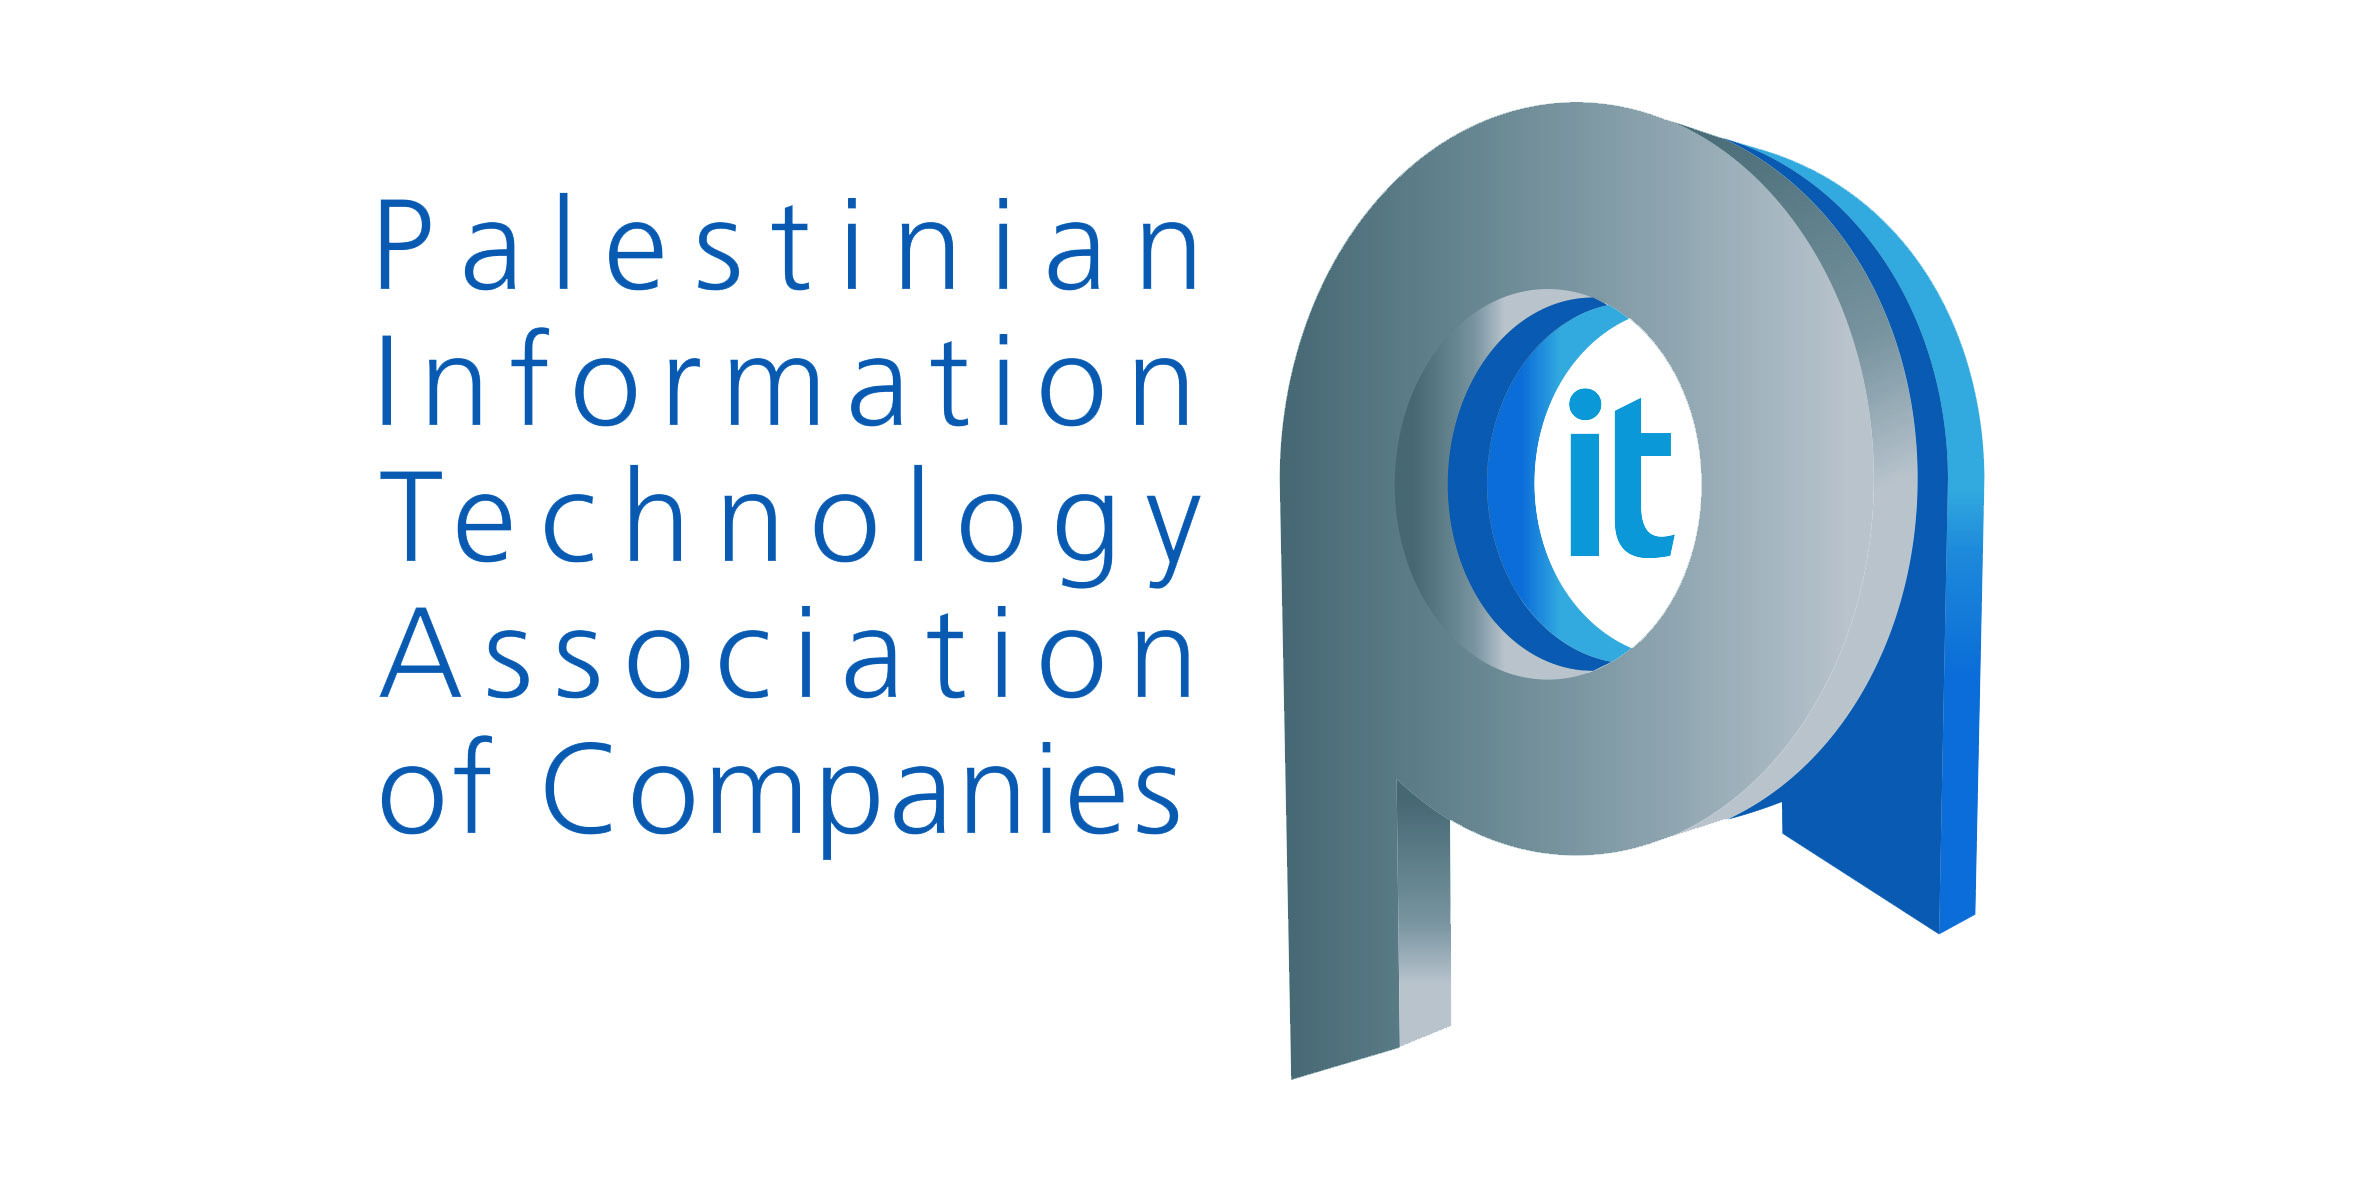 Palestinian
Information
Technology
Association
of Companies
it